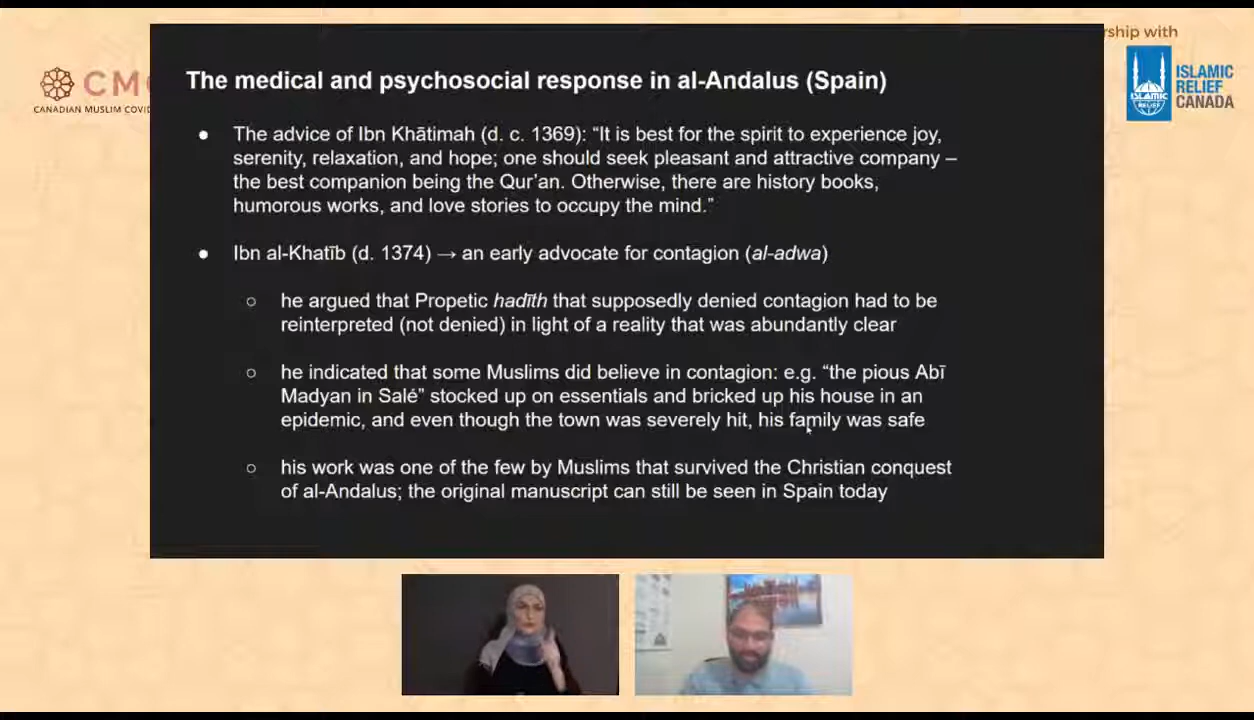 The medical and psychosocial response in al-Andalus (Spain)
● The advice of Ibn Khātimah (d. c. 1369): “It is best for the spirit to experience joy,
serenity, relaxation, and hope; one should seek pleasant and attractive company –
the best companion being the Qur’an. Otherwise, there are history books,
humorous works, and love stories to occupy the mind.”
● Ibn al-Khatīb (d. 1374) → an early advocate for contagion (al-adwa)
○ he argued that Propetic hadīth that supposedly denied contagion had to be
reinterpreted (not denied) in light of a reality that was abundantly clear
○ he indicated that some Muslims did believe in contagion: e.g. “the pious Abī
Madyan in Salé” stocked up on essentials and bricked up his house in an
epidemic, and even though the town was severely hit, his family was safe
○ his work was one of the few by Muslims that survived the Christian conquest
of al-Andalus; the original manuscript can still be seen in Spain today
CM
CANADIAN MUSLIM COVID
rship with
ISLAMIC
RELIEF
CANADA
ISLAMIC
RELIEF